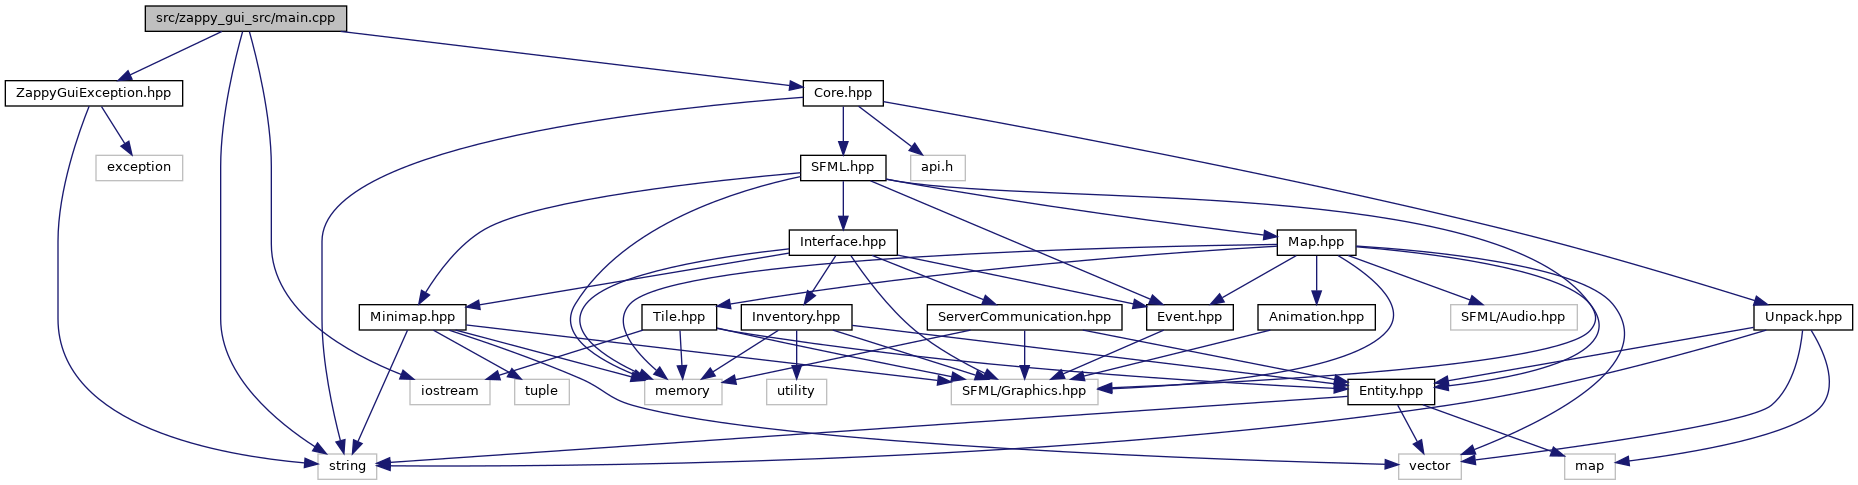 src/zappy_gui_src/main.cpp
ZappyGuiException.hpp
Core.hpp
exception
SFML.hpp
api.h
Interface.hpp
Map.hpp
Minimap.hpp
Tile.hpp
Inventory.hpp
ServerCommunication.hpp
Event.hpp
Animation.hpp
SFML/Audio.hpp
Unpack.hpp
iostream
tuple
memory
utility
SFML/Graphics.hpp
Entity.hpp
string
vector
map